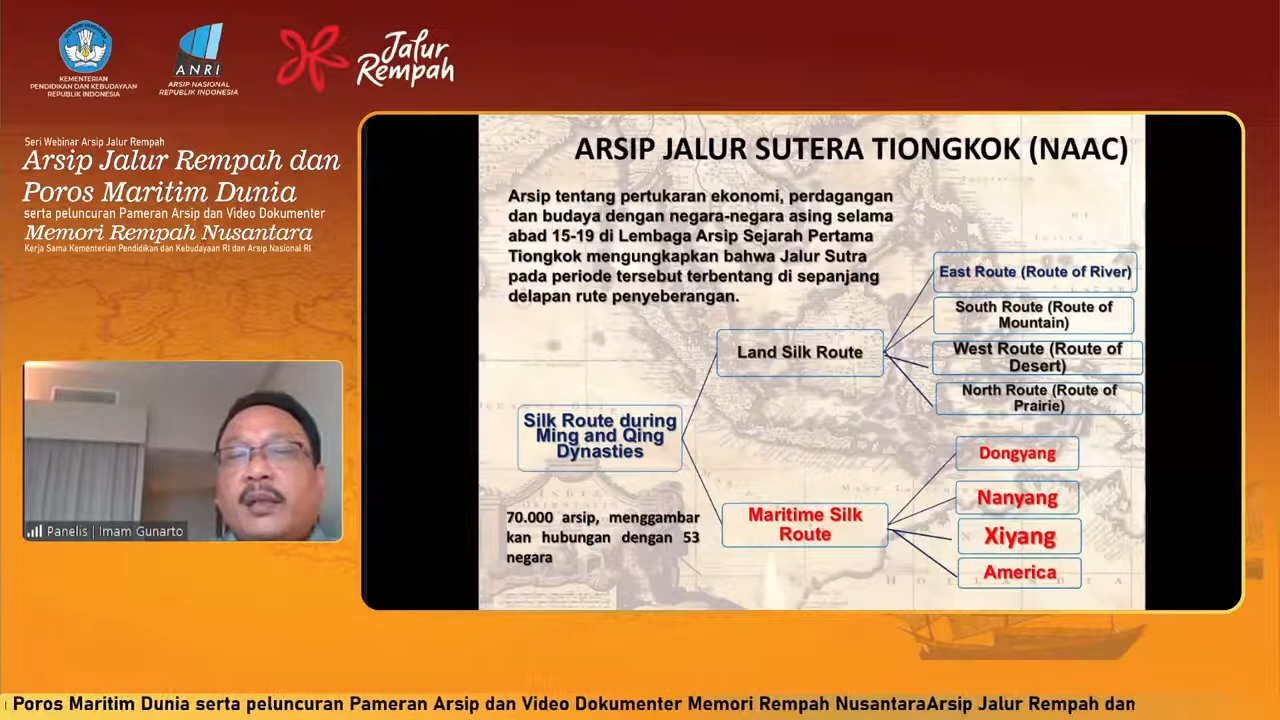 KEMENTERIAN
PENDIDIKAN DAN KEBUDAYAAN
REPUBLIK INDONESIA
ANRI
ARSIP NASIONAL
REPUBLIK INDONESIA
Jalur
Rempah
Seri Webinar Arsip Jalur Rempah
Arsip Jalur Rempah dan
Poros Maritim Dunia
serta peluncuran Pameran Arsip dan Video Dokumenter
Memori Rempah Nusantara
Kerja Sama Kementerian Pendidikan dan Kebudayaan RI dan Arsip Nasional RI
Panelis | Imam Gunarto
ARSIP JALUR SUTERA TIONGKOK (NAAC)
Arsip tentang pertukaran ekonomi, perdagangan
dan budaya dengan negara-negara asing selama
abad 15-19 di Lembaga Arsip Sejarah Pertama
Tiongkok mengungkapkan bahwa Jalur Sutra
pada periode tersebut terbentang di sepanjang
delapan rute penyeberangan.
Silk Route during
Ming and Qing
Dynasties
Land Silk Route
East Route (Route of River)
South Route (Route of
Mountain)
West Route (Route of
Desert)
North Route (Route of
Prairie)
Maritime Silk
Route
Dongyang
Nanyang
Xiyang
America
70.000 arsip, menggambar
kan hubungan dengan 53
negara
HOELANDIA
Poros Maritim Dunia serta peluncuran Pameran Arsip dan Video Dokumenter Memori Rempah NusantaraArsip Jalur Rempah dan